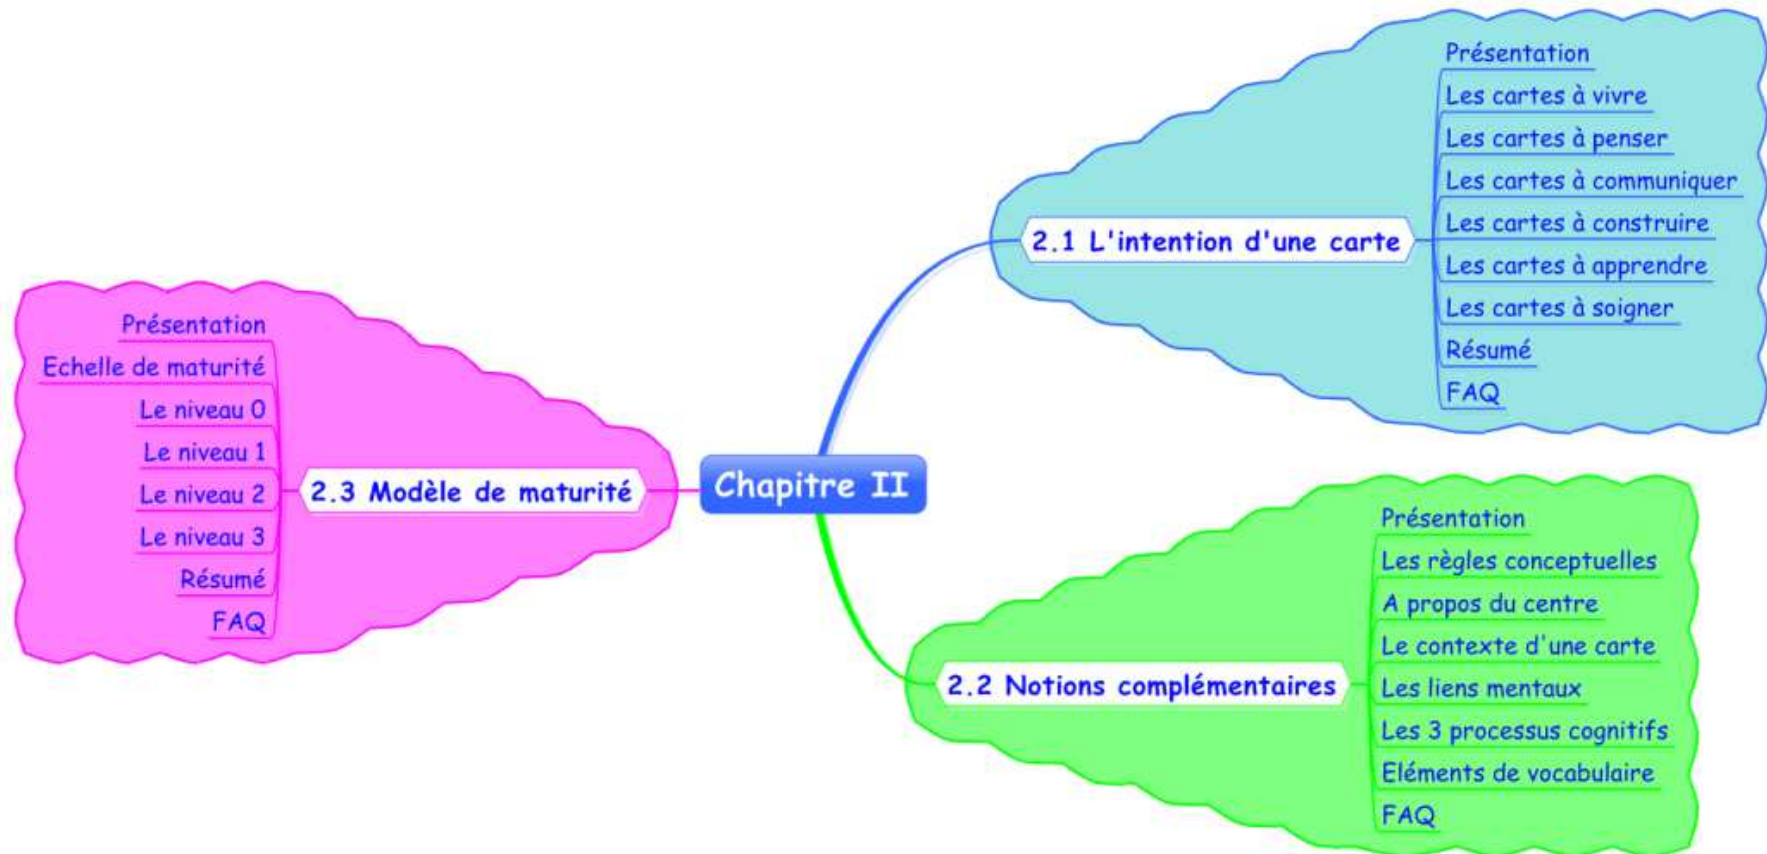 Chapitre II
2.1 L'intention d'une carte
Présentation
Les cartes à vivre
Les cartes à penser
Les cartes à communiquer
Les cartes à construire
Les cartes à apprendre
Les cartes à soigner
Résumé
FAQ
2.2 Notions complémentaires
Présentation
Les règles conceptuelles
A propos du centre
Le contexte d'une carte
Les liens mentaux
Les 3 processus cognitifs
Eléments de vocabulaire
FAQ
2.3 Modèle de maturité
Présentation
Echelle de maturité
Le niveau 0
Le niveau 1
Le niveau 2
Le niveau 3
Résumé
FAQ